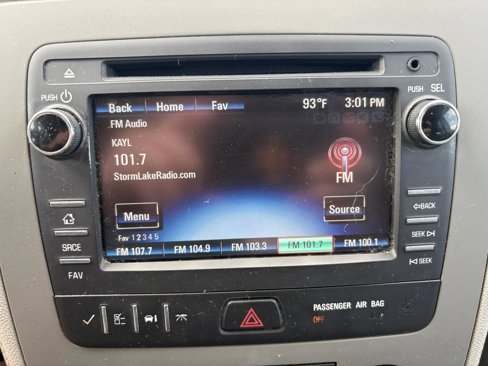 PUSH SEL
PUSH
Back Home Fav 93°F 3:01 PM
FM Audio
KAYL
101.7
StormLakeRadio.com
FM
Menu Source
Fav 1 2 3 4 5
FM 107.7 FM 104.9 FM 103.3 FM 101.7 FM 100.1
BACK
SRCE SEEK
FAV SEEK
PASSENGER AIR BAG
OFF